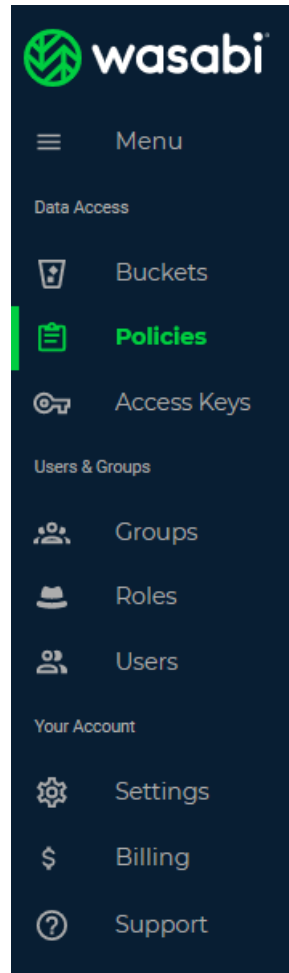 wasabi
Menu
Data Access
Buckets
Policies
Access Keys
Users & Groups
Groups
Roles
Users
Your Account
Settings
$ Billing
? Support